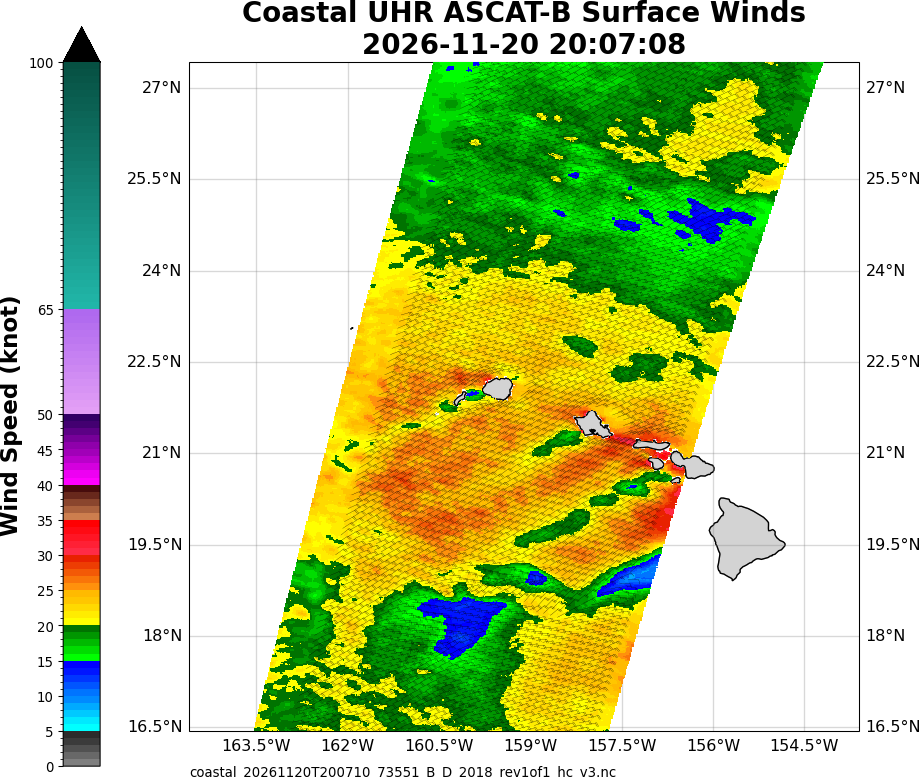 Coastal UHR ASCAT-B Surface Winds
2026-11-20 20:07:08
Wind Speed (knot)
100
65
50
45
40
35
30
25
20
15
10
5
0
27°N
25.5°N
24°N
22.5°N
21°N
19.5°N
18°N
16.5°N
27°N
25.5°N
24°N
22.5°N
21°N
19.5°N
18°N
16.5°N
163.5°W 162°W 160.5°W 159°W 157.5°W 156°W 154.5°W
coastal_20261120T200710_73551_B_D_2018_rev1of1_hc_v3.nc